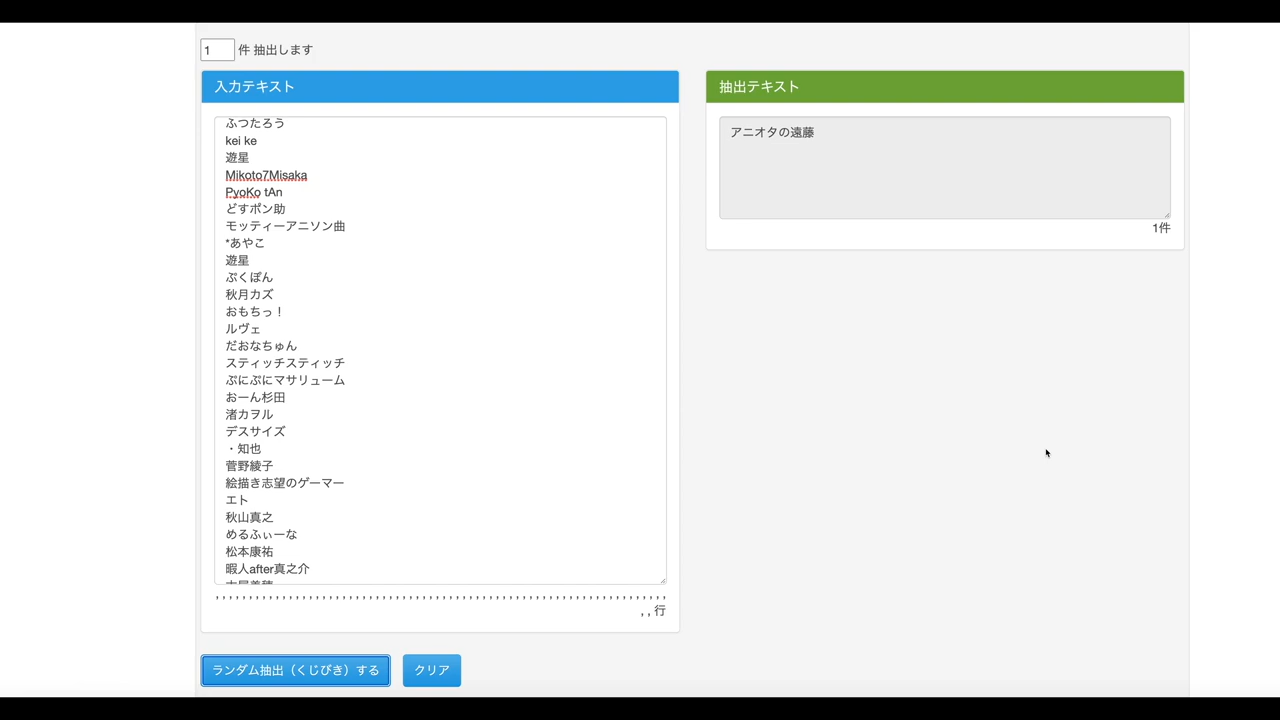 1 件 抽出します
入力テキスト
ふつたろう
kei ke
遊星
Mikoto7Misaka
PyoKo tAn
どすポン助
モッティーアニソン曲
*あやこ
遊星
ぷくぽん
秋月カズ
おもちっ！
ルヴェ
だおなちゅん
スティッチスティッチ
ぷにぷにマサリューム
おーん杉田
渚カヲル
デスサイズ
・知也
菅野綾子
絵描き志望のゲーマー
エト
秋山真之
めるふぃーな
松本康祐
暇人after真之介
, , , , , , , , , , , , , , , , , , , , , , , , , , , , , , , , , , , , , , , , , , , , , , , , , , , , , , , , , , , , , , , , , , ,
, , 行
抽出テキスト
アニオタの遠藤
1件
ランダム抽出（くじびき）する
クリア